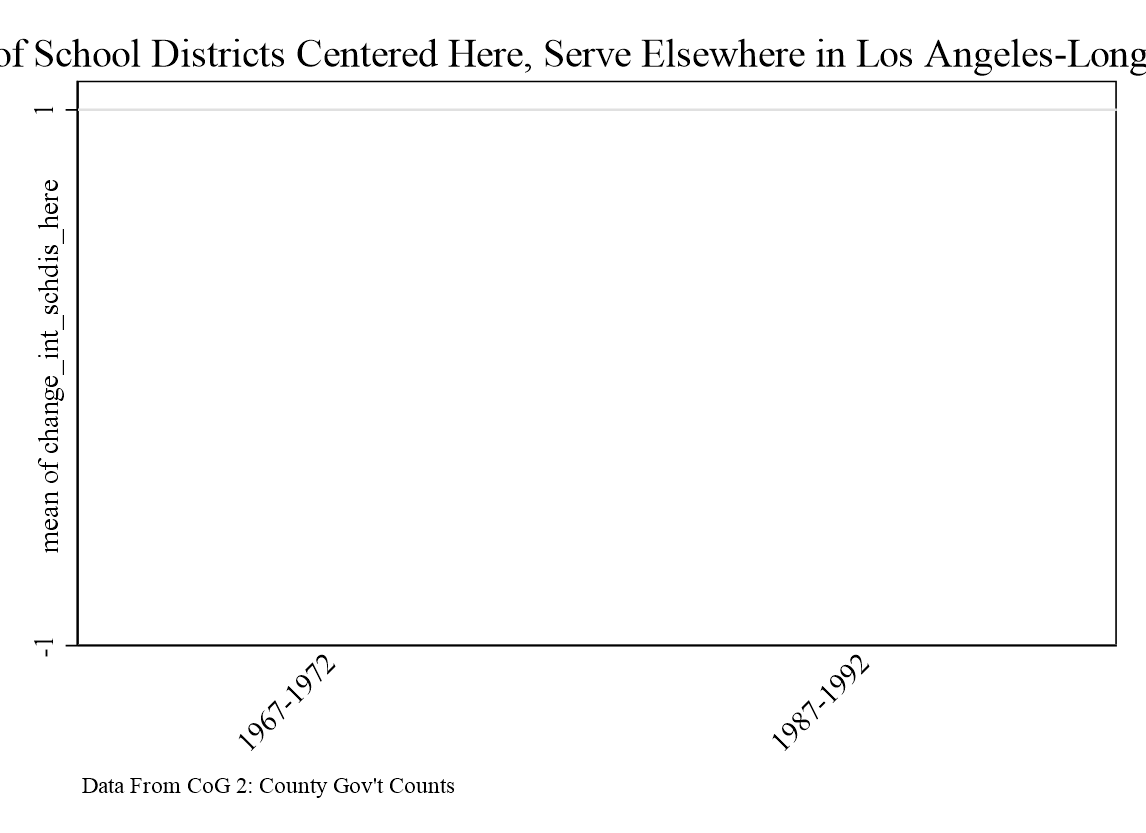 of School Districts Centered Here, Serve Elsewhere in Los Angeles-Long
1
mean of change_int_schdis_here
-1
1967-1972
1987-1992
Data From CoG 2: County Gov't Counts